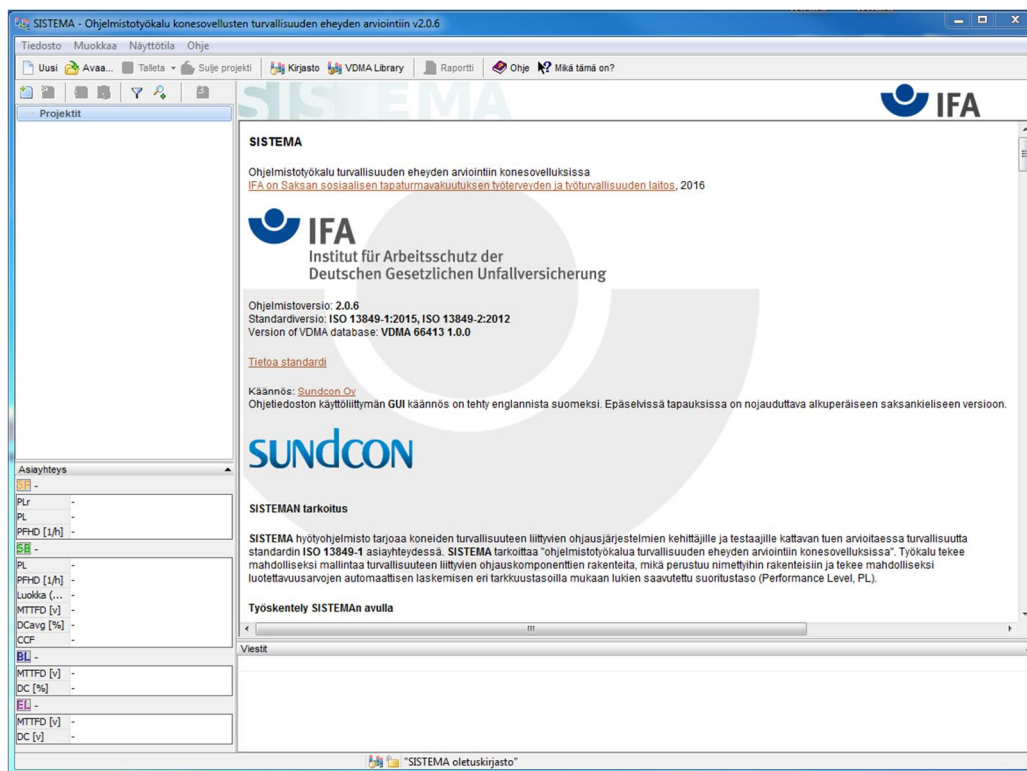 SISTEMA - Ohjelmistotyökalu konesovellusten turvallisuuden eheyden arviointiin v2.0.6
Tiedosto Muokkaa Näyttötila Ohje
Uusi Avaa... Talleta Sulje projekti Kirjasto VDMA Library Raportti Ohje Mikä tämä on?
Projektit
SISTEMA
IFA
SISTEMA
Ohjelmistotyökalu turvallisuuden eheyden arviointiin konesovelluksissa
IFA on Saksan sosiaalisen tapaturmavakuutuksen työterveyden ja työturvallisuuden laitos, 2016
IFA
Institut für Arbeitsschutz der
Deutschen Gesetzlichen Unfallversicherung
Ohjelmistoversio: 2.0.6
Standardiversio: ISO 13849-1:2015, ISO 13849-2:2012
Version of VDMA database: VDMA 66413 1.0.0
Tietoa standardi
Käännös: Sundcon Oy
Ohjetiedoston käyttöliittymän GUI käännös on tehty englannista suomeksi. Epäselvissä tapauksissa on nojauduttava alkuperäiseen saksankieliseen versioon.
SUNDCON
SISTEMAN tarkoitus
SISTEMA hyötyohjelmisto tarjoaa koneiden turvallisuuteen liittyvien ohjausjärjestelmien kehittäjille ja testaajille kattavan tuen arvioitaessa turvallisuutta
standardin ISO 13849-1 asiayhteydessä. SISTEMA tarkoittaa "ohjelmistotyökalua turvallisuuden eheyden arviointiin konesovelluksissa". Työkalu tekee
mahdolliseksi mallintaa turvallisuuteen liittyvien ohjauskomponenttien rakenteita, mikä perustuu nimettyihin rakenteisiin ja tekee mahdolliseksi
luotettavuusarvojen automaattisen laskemisen eri tarkkuustasoilla mukaan lukien saavutettu suoritustaso (Performance Level, PL).
Työskentely SISTEMAn avulla
Asiayhteys
SF -
PLr -
PL -
PFHD [1/h] -
SB -
PL -
PFHD [1/h] -
Luokka (... -
MTTFD [v] -
DCavg [%] -
CCF -
BL -
MTTFD [v] -
DC [%] -
EL -
MTTFD [v] -
DC [v] -
Viestit
"SISTEMA oletuskirjasto"